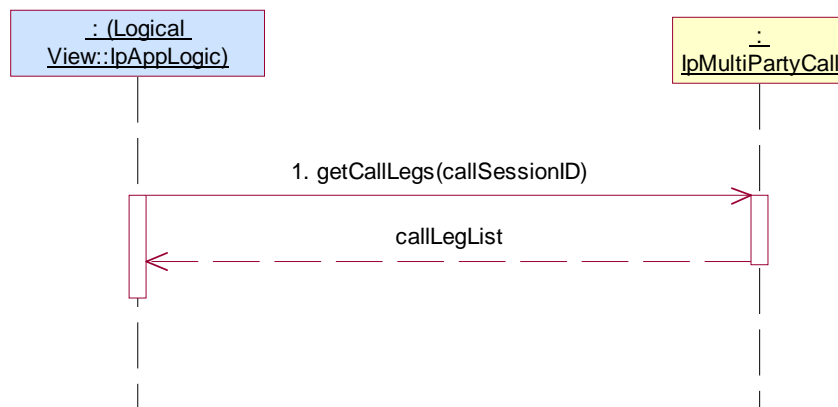 : (Logical
View::IpAppLogic)
:
IpMultiPartyCall
1. getCallLegs(callSessionID)
callLegList